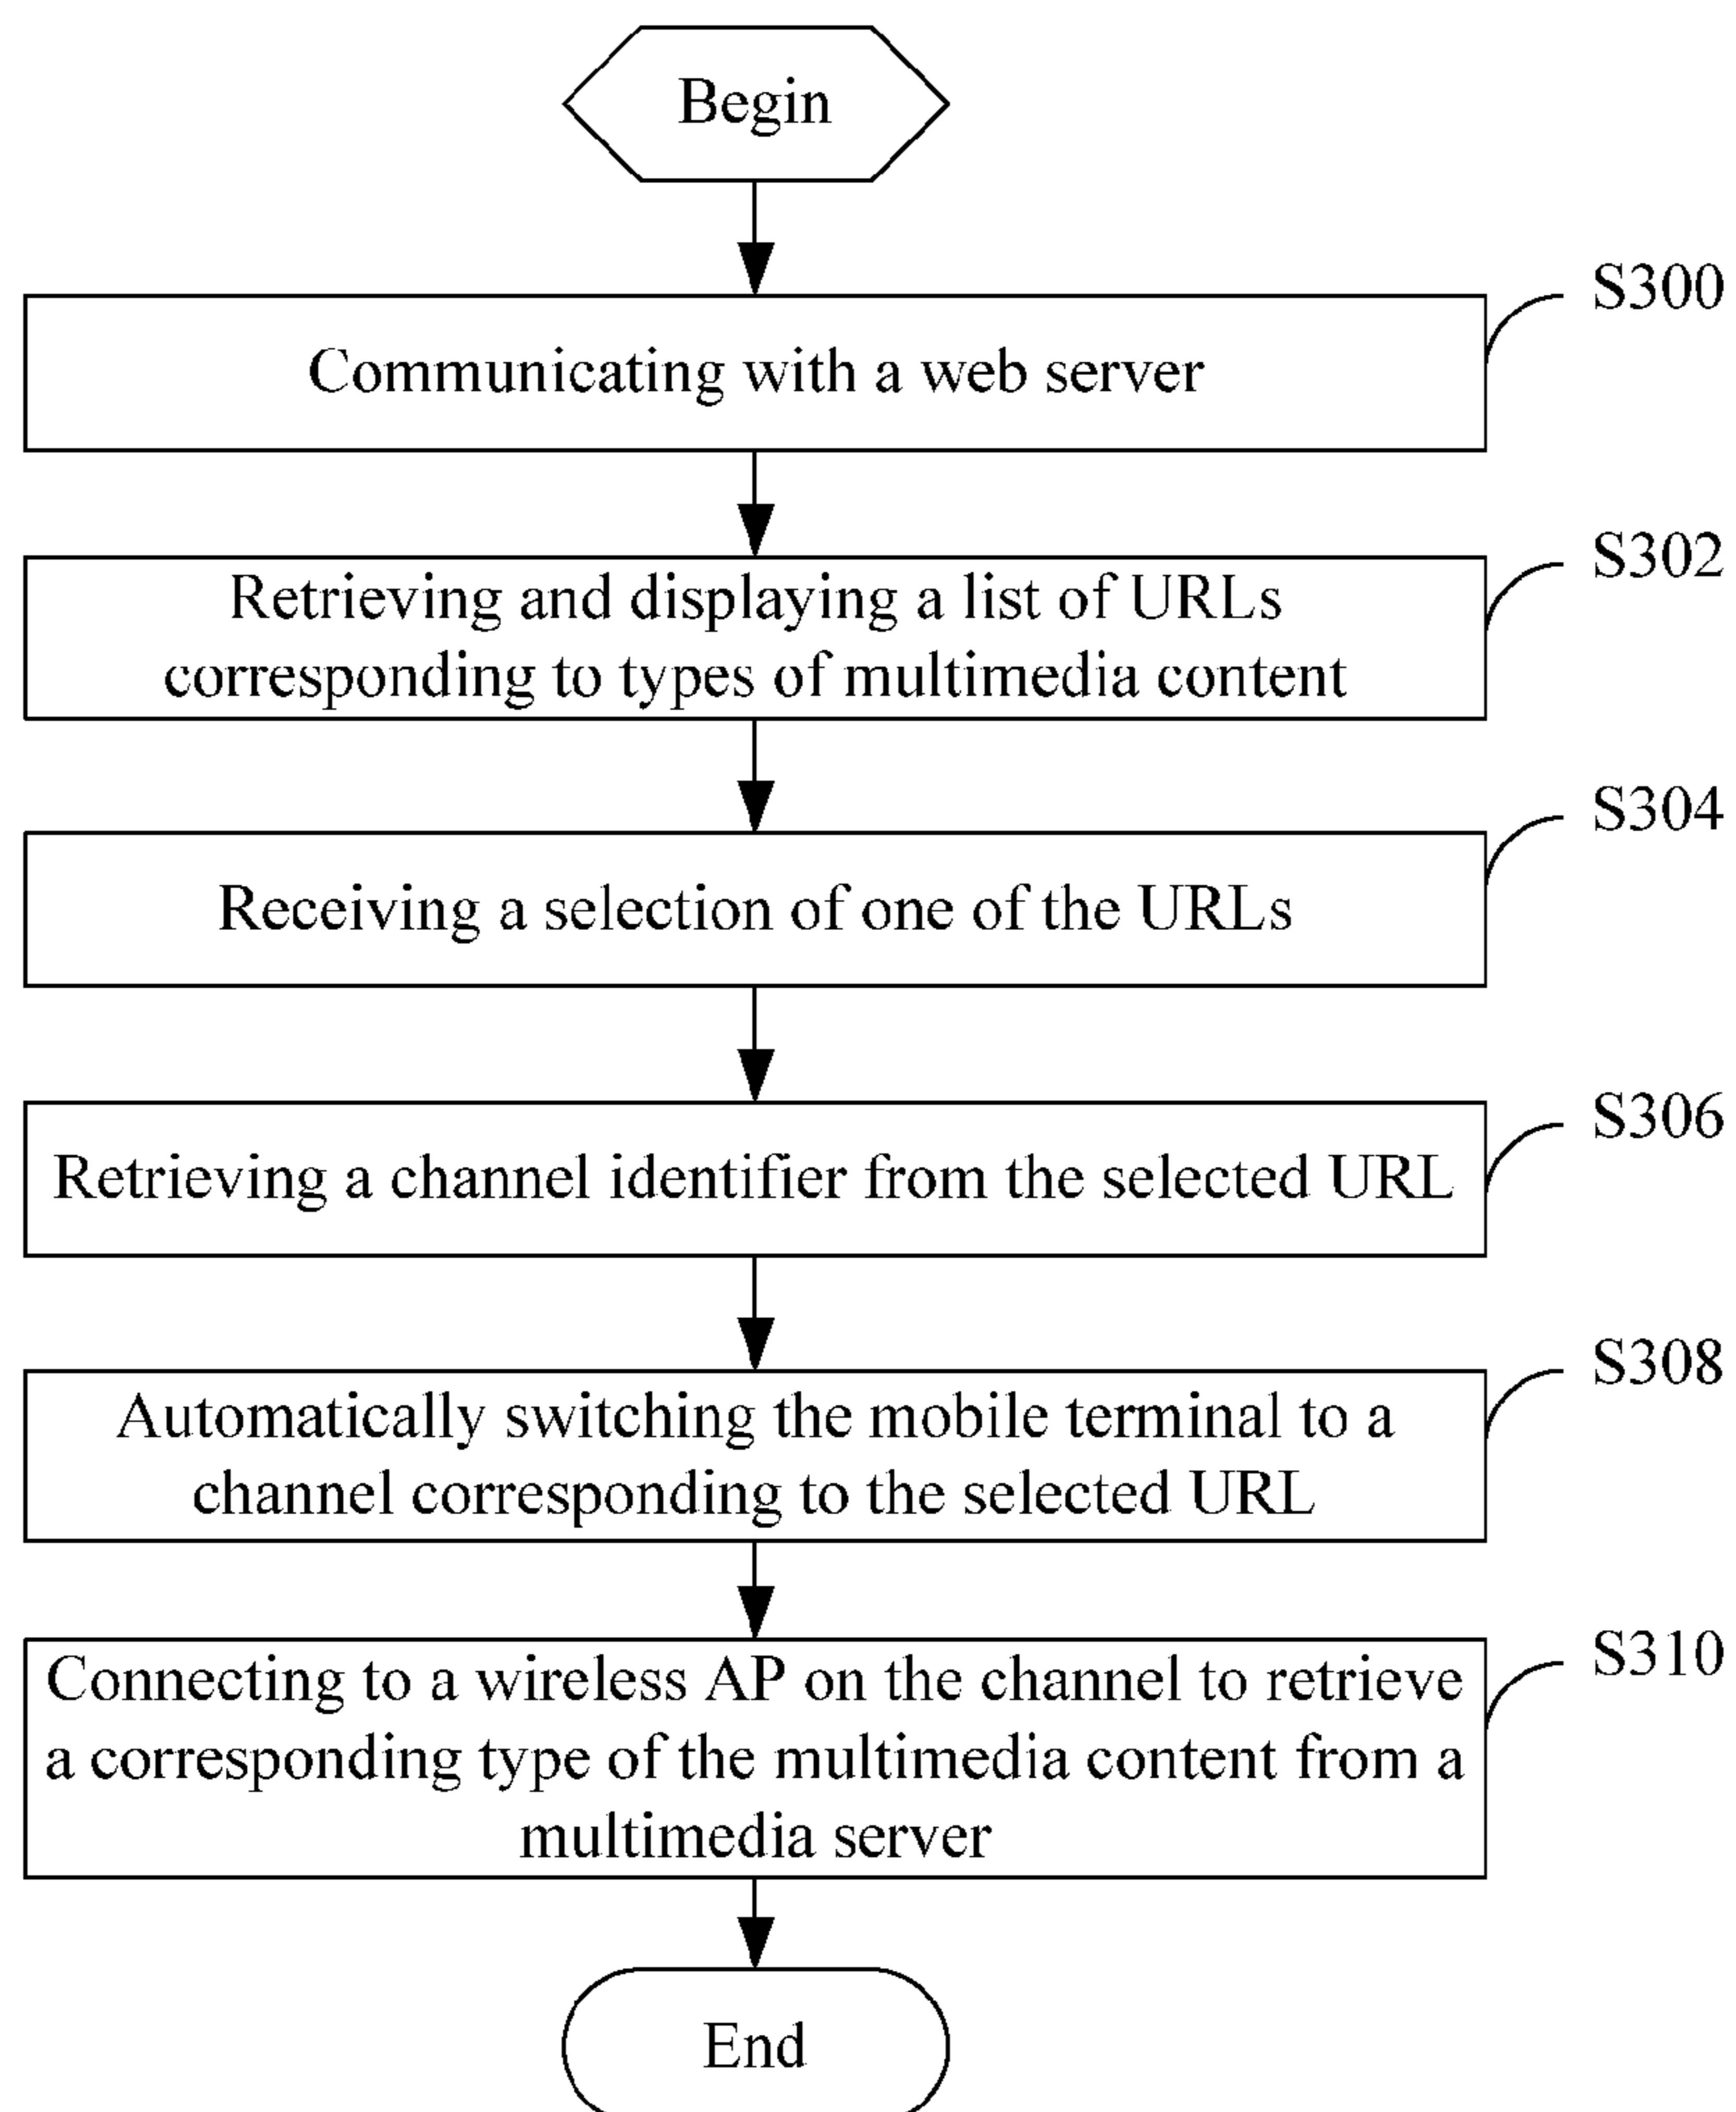 Begin
S300
Communicating with a web server
S302
Retrieving and displaying a list of URLs
corresponding to types of multimedia content
S304
Receiving a selection of one of the URLs
S306
Retrieving a channel identifier from the selected URL
S308
Automatically switching the mobile terminal to a
channel corresponding to the selected URL
S310
Connecting to a wireless AP on the channel to retrieve
a corresponding type of the multimedia content from a
multimedia server
End